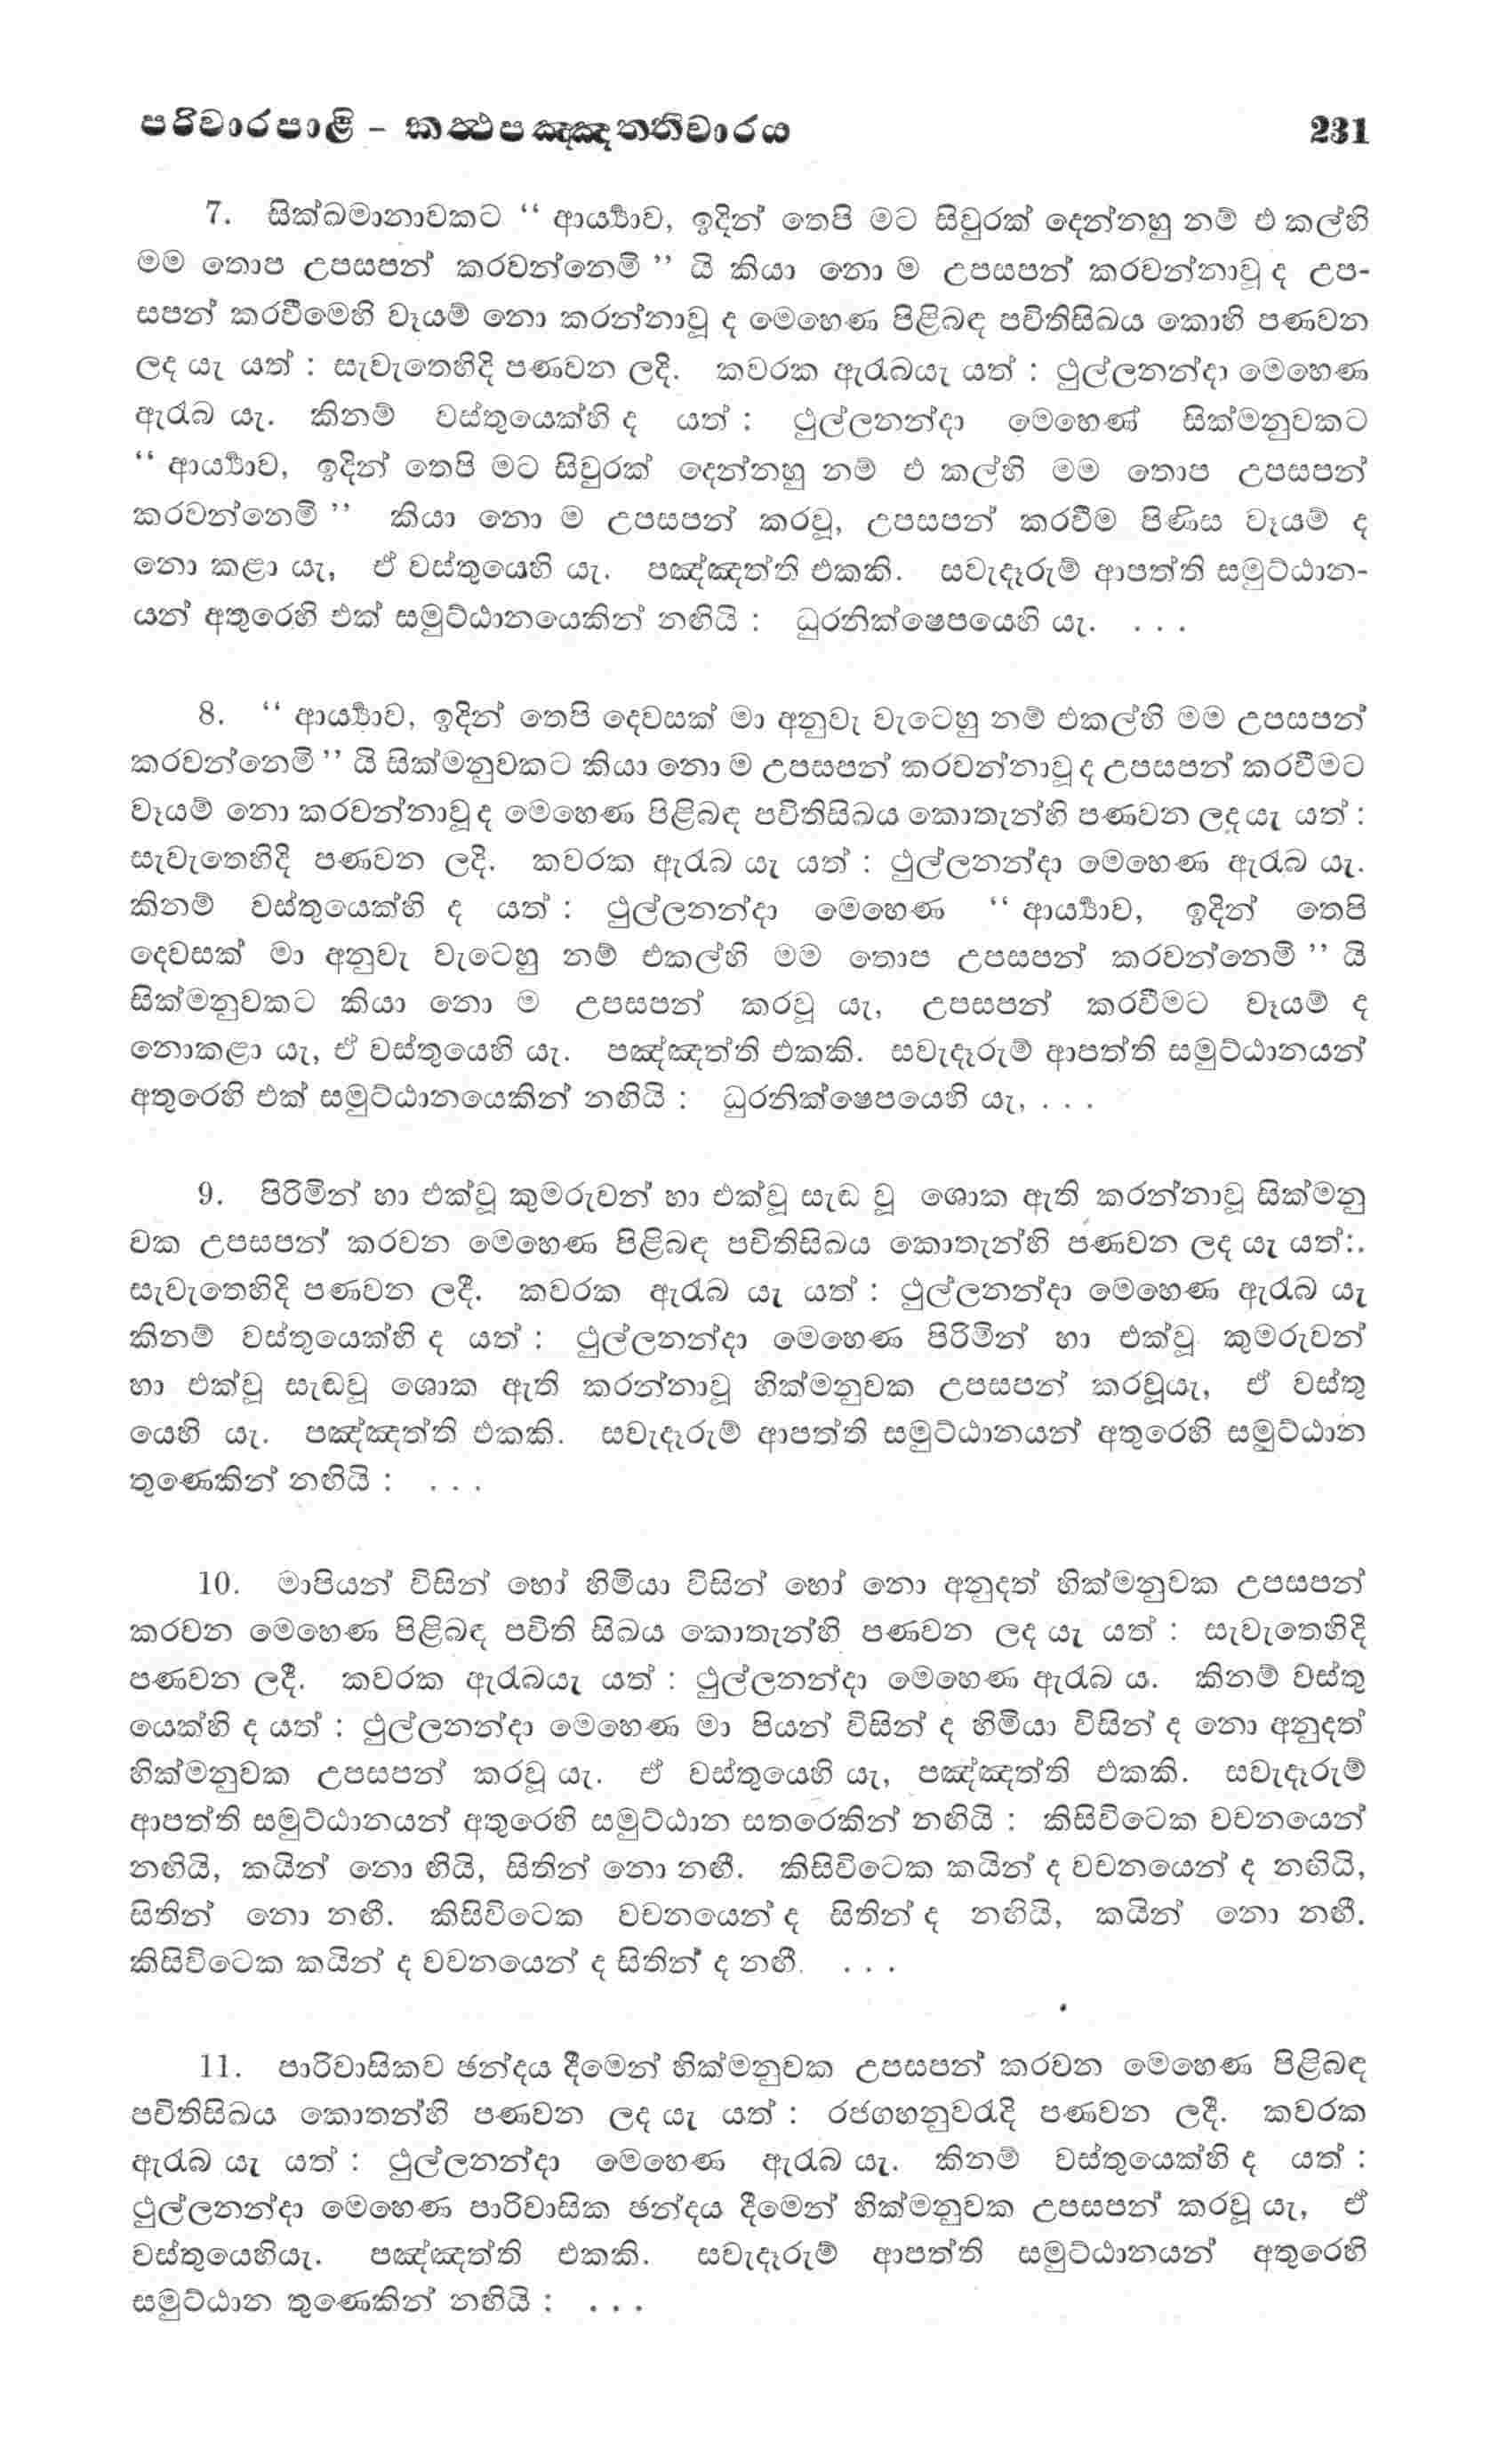 පරිවාරපාළි – කත්‍ථපඤ්ඤත්තිවාරය 231
7. සික්ඛමානාවකට “ ආර්‍ය්‍යාව, ඉදින් තෙපි මට සිවුරක් දෙන්නහු නම් එ කල්හි
මම තොප උපසපන් කරවන්නෙමි ” යි කියා නො ම උපසපන් කරවන්නාවූ ද උප-
සපන් කරවීමෙහි වෑයම් නො කරන්නාවූ ද මෙහෙණ පිළිබඳ පචිතිසිඛය කොහි පණවන
ලද යැ යත් : සැවැතෙහිදි පණවන ලදි. කවරක ඇරැබයැ යත් : ථුල්ලනන්දා මෙහෙණ
ඇරැබ යැ. කිනම් වස්තුයෙක්හි ද යත් : ථුල්ලනන්දා මෙහෙණ් සික්මනුවකට
“ ආර්‍ය්‍යාව, ඉදින් තෙපි මට සිවුරක් දෙන්නහු නම් එ කල්හි මම තොප උපසපන්
කරවන්නෙමි ” කියා නො ම උපසපන් කරවූ, උපසපන් කරවීම පිණිස වෑයම් ද
නො කළා යැ, ඒ වස්තුයෙහි යැ. පඤ්ඤත්ති එකකි. සවැදෑරුම් ආපත්ති සමුට්ඨාන-
යන් අතුරෙහි එක් සමුට්ඨානයෙකින් නඟියි : ධුරනික්ෂෙපයෙහි යැ. . . .
8. “ ආර්‍ය්‍යාව, ඉදින් තෙපි දෙවසක් මා අනුවැ වැටෙහු නම් එකල්හි මම උපසපන්
කරවන්නෙමි ” යි සික්මනුවකට කියා නො ම උපසපන් කරවන්නාවූ ද උපසපන් කරවීමට
වෑයම් නො කරවන්නාවූ ද මෙහෙණ පිළිබඳ පචිතිසිඛය කොතැන්හි පණවන ලද යැ යත් :
සැවැතෙහිදි පණවන ලදි. කවරක ඇරැබ යැ යත් : ථුල්ලනන්දා මෙහෙණ ඇරැබ යැ.
කිනම් වස්තුයෙක්හි ද යත් : ථුල්ලනන්දා මෙහෙණ “ ආර්‍ය්‍යාව, ඉදින් තෙපි
දෙවසක් මා අනුවැ වැටෙහු නම් එකල්හි මම තොප උපසපන් කරවන්නෙමි ” යි
සික්මනුවකට කියා නො ම උපසපන් කරවූ යැ, උපසපන් කරවීමට වෑයම් ද
නොකළා යැ, ඒ වස්තුයෙහි යැ. පඤ්ඤත්ති එකකි. සවැදෑරුම් ආපත්ති සමුට්ඨානයන්
අතුරෙහි එක් සමුට්ඨානයෙකින් නඟියි : ධුරනික්ෂෙපයෙහි යැ, . . .
9. පිරිමින් හා එක්වූ කුමරුවන් හා එක්වූ සැඬ වූ ශොක ඇති කරන්නාවූ සික්මනු
වක උපසපන් කරවන මෙහෙණ පිළිබඳ පචිතිසිඛය කොතැන්හි පණවන ලද යැ යත්:.
සැවැතෙහිදි පණවන ලදී. කවරක ඇරැබ යැ යත් : ථුල්ලනන්දා මෙහෙණ ඇරැබ යැ
කිනම් වස්තුයෙක්හි ද යත් : ථුල්ලනන්දා මෙහෙණ පිරිමින් හා එක්වූ කුමරුවන්
හා එක්වූ සැඬවූ ශොක ඇති කරන්නාවූ හික්මනුවක උපසපන් කරවූයැ, ඒ වස්තු
යෙහි යැ. පඤ්ඤත්ති එකකි. සවැදෑරුම් ආපත්ති සමුට්ඨානයන් අතුරෙහි සමුට්ඨාන
තුණෙකින් නඟියි : . . .
10. මාපියන් විසින් හෝ හිමියා විසින් හෝ නො අනුදත් හික්මනුවක උපසපන්
කරවන මෙහෙණ පිළිබඳ පචිති සිඛය කොතැන්හි පණවන ලද යැ යත් : සැවැතෙහිදි
පණවන ලදී. කවරක ඇරැබයැ යත් : ථුල්ලනන්දා මෙහෙණ ඇරැබ ය. කිනම් වස්තු
යෙක්හි ද යත් : ථුල්ලනන්දා මෙහෙණ මා පියන් විසින් ද හිමියා විසින් ද නො අනුදත්
හික්මනුවක උපසපන් කරවූ යැ. ඒ වස්තුයෙහි යැ, පඤ්ඤත්ති එකකි. සවැදෑරුම්
ආපත්ති සමුට්ඨානයන් අතුරෙහි සමුට්ඨාන සතරෙකින් නඟියි : කිසිවිටෙක වචනයෙන්
නඟියි, කයින් නො ඟියි, සිතින් නො නඟී. කිසිවිටෙක කයින් ද වචනයෙන් ද නඟියි,
සිතින් නො නඟී. කිසිවිටෙක වචනයෙන් ද සිතින් ද නඟියි, කයින් නො නඟී.
කිසිවිටෙක කයින් ද වචනයෙන් ද සිතින් ද නඟී. . . .
11. පාරිවාසිකව ඡන්දය දීමෙන් හික්මනුවක උපසපන් කරවන මෙහෙණ පිළිබඳ
පචිතිසිඛය කොතන්හි පණවන ලද යැ යත් : රජගහනුවරැදි පණවන ලදී. කවරක
ඇරැබ යැ යත් : ථුල්ලනන්දා මෙහෙණ ඇරැබ යැ. කිනම් වස්තුයෙක්හි ද යත් :
ථුල්ලනන්දා මෙහෙණ පාරිවාසික ඡන්දය දීමෙන් හික්මනුවක උපසපන් කරවූ යැ, ඒ
වස්තුයෙහියැ. පඤ්ඤත්ති එකකි. සවැදෑරුම් ආපත්ති සමුට්ඨානයන් අතුරෙහි
සමුට්ඨාන තුණෙකින් නඟියි : . . .